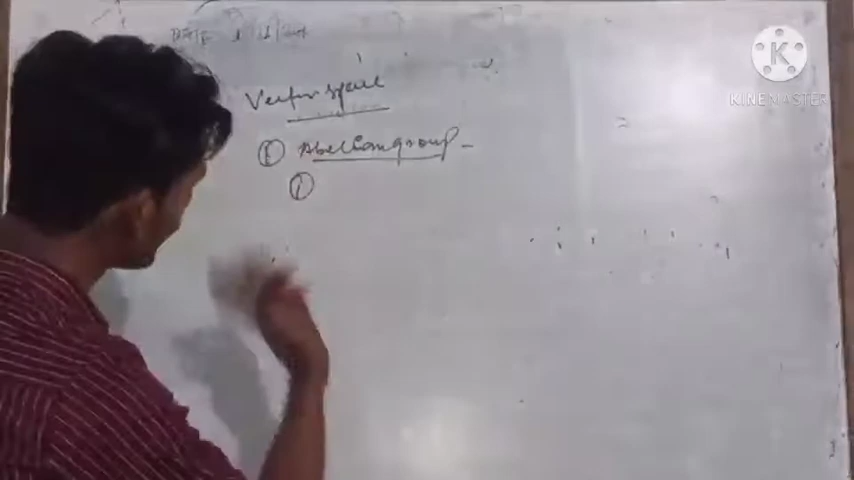 DATE
Vector space
① Abelian group -
①
K
KINEMASTER